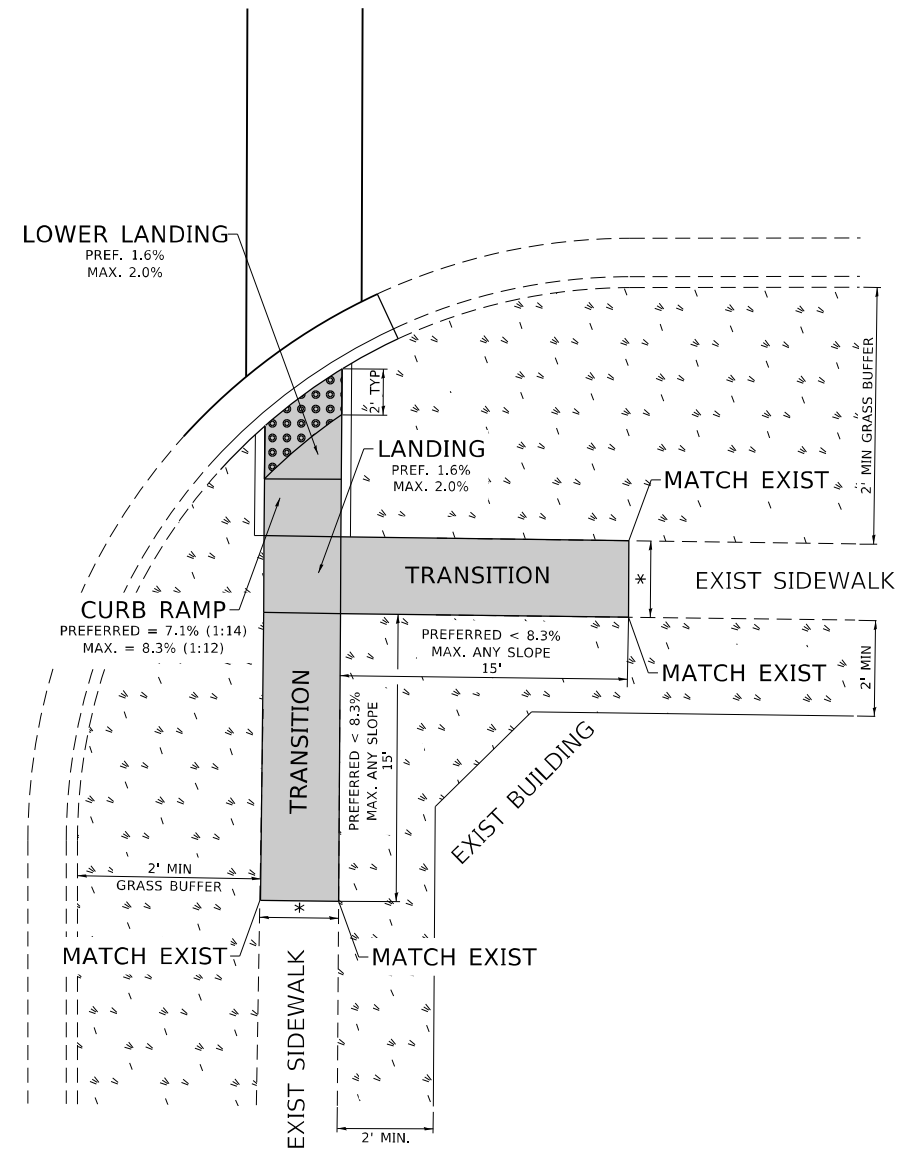 LOWER LANDING
PREF. 1.6%
MAX. 2.0%
2' TYP
2' MIN GRASS BUFFER
LANDING
PREF. 1.6%
MAX. 2.0%
MATCH EXIST
TRANSITION
*
EXIST SIDEWALK
CURB RAMP
PREFERRED = 7.1% (1:14)
MAX. = 8.3% (1:12)
PREFERRED < 8.3%
MAX. ANY SLOPE
15'
MATCH EXIST
2' MIN
TRANSITION
PREFERRED < 8.3%
MAX. ANY SLOPE
15'
EXIST BUILDING
2' MIN
GRASS BUFFER
*
MATCH EXIST
MATCH EXIST
EXIST SIDEWALK
2' MIN.